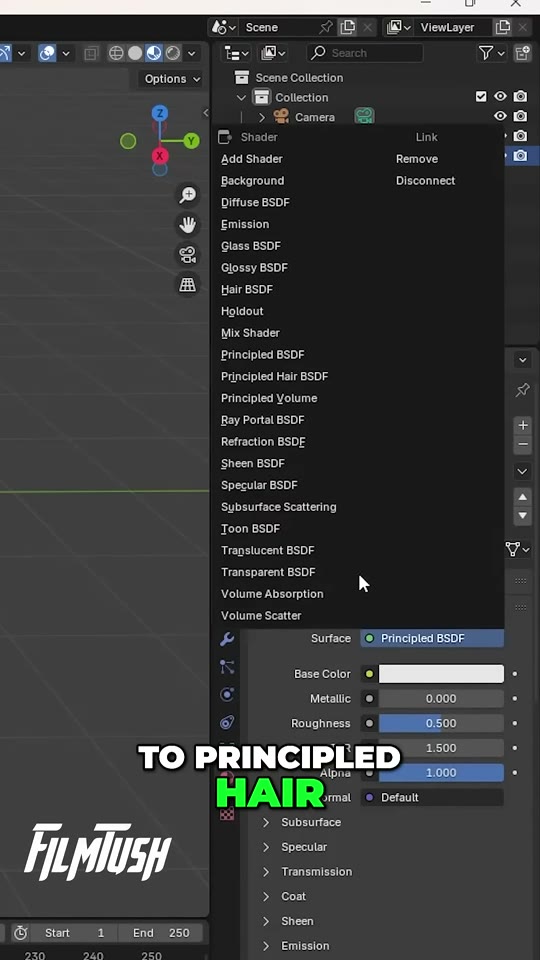 Scene
ViewLayer
Options
Search
Scene Collection
Collection
Camera
Z
Y
X
Shader
Link
Add Shader
Remove
Background
Disconnect
Diffuse BSDF
Emission
Glass BSDF
Glossy BSDF
Hair BSDF
Holdout
Mix Shader
Principled BSDF
Principled Hair BSDF
Principled Volume
Ray Portal BSDF
Refraction BSDF
Sheen BSDF
Specular BSDF
Subsurface Scattering
Toon BSDF
Translucent BSDF
Transparent BSDF
Volume Absorption
Volume Scatter
Surface
Principled BSDF
Base Color
Metallic
0.000
Roughness
0.500
1.500
TO PRINCIPLED
Alpha
1.000
HAIR
Default
Subsurface
Specular
FILMTUSH
Transmission
Coat
Sheen
Start 1
End 250
Emission
230
240
250